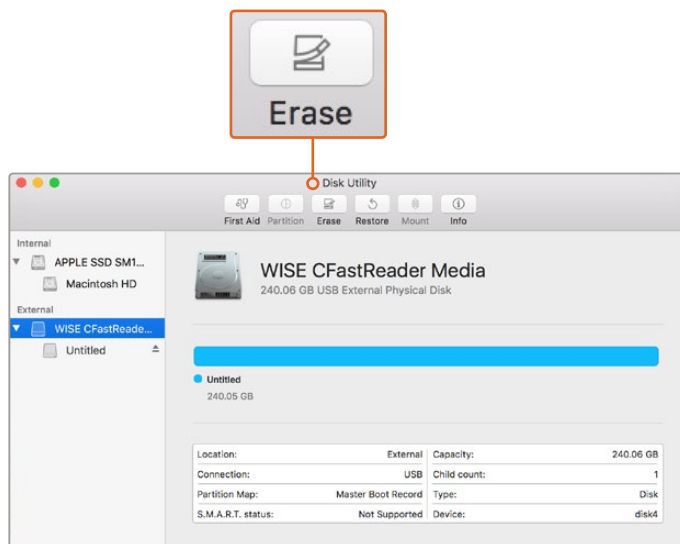 Erase
Disk Utility
First Aid Partition Erase Restore Mount Info
Internal
APPLE SSD SM1...
Macintosh HD
External
WISE CFastReade...
Untitled
WISE CFastReader Media
240.06 GB USB External Physical Disk
Untitled
240.05 GB
Location: External Capacity: 240.06 GB
Connection: USB Child count: 1
Partition Map: Master Boot Record Type: Disk
S.M.A.R.T. status: Not Supported Device: disk4